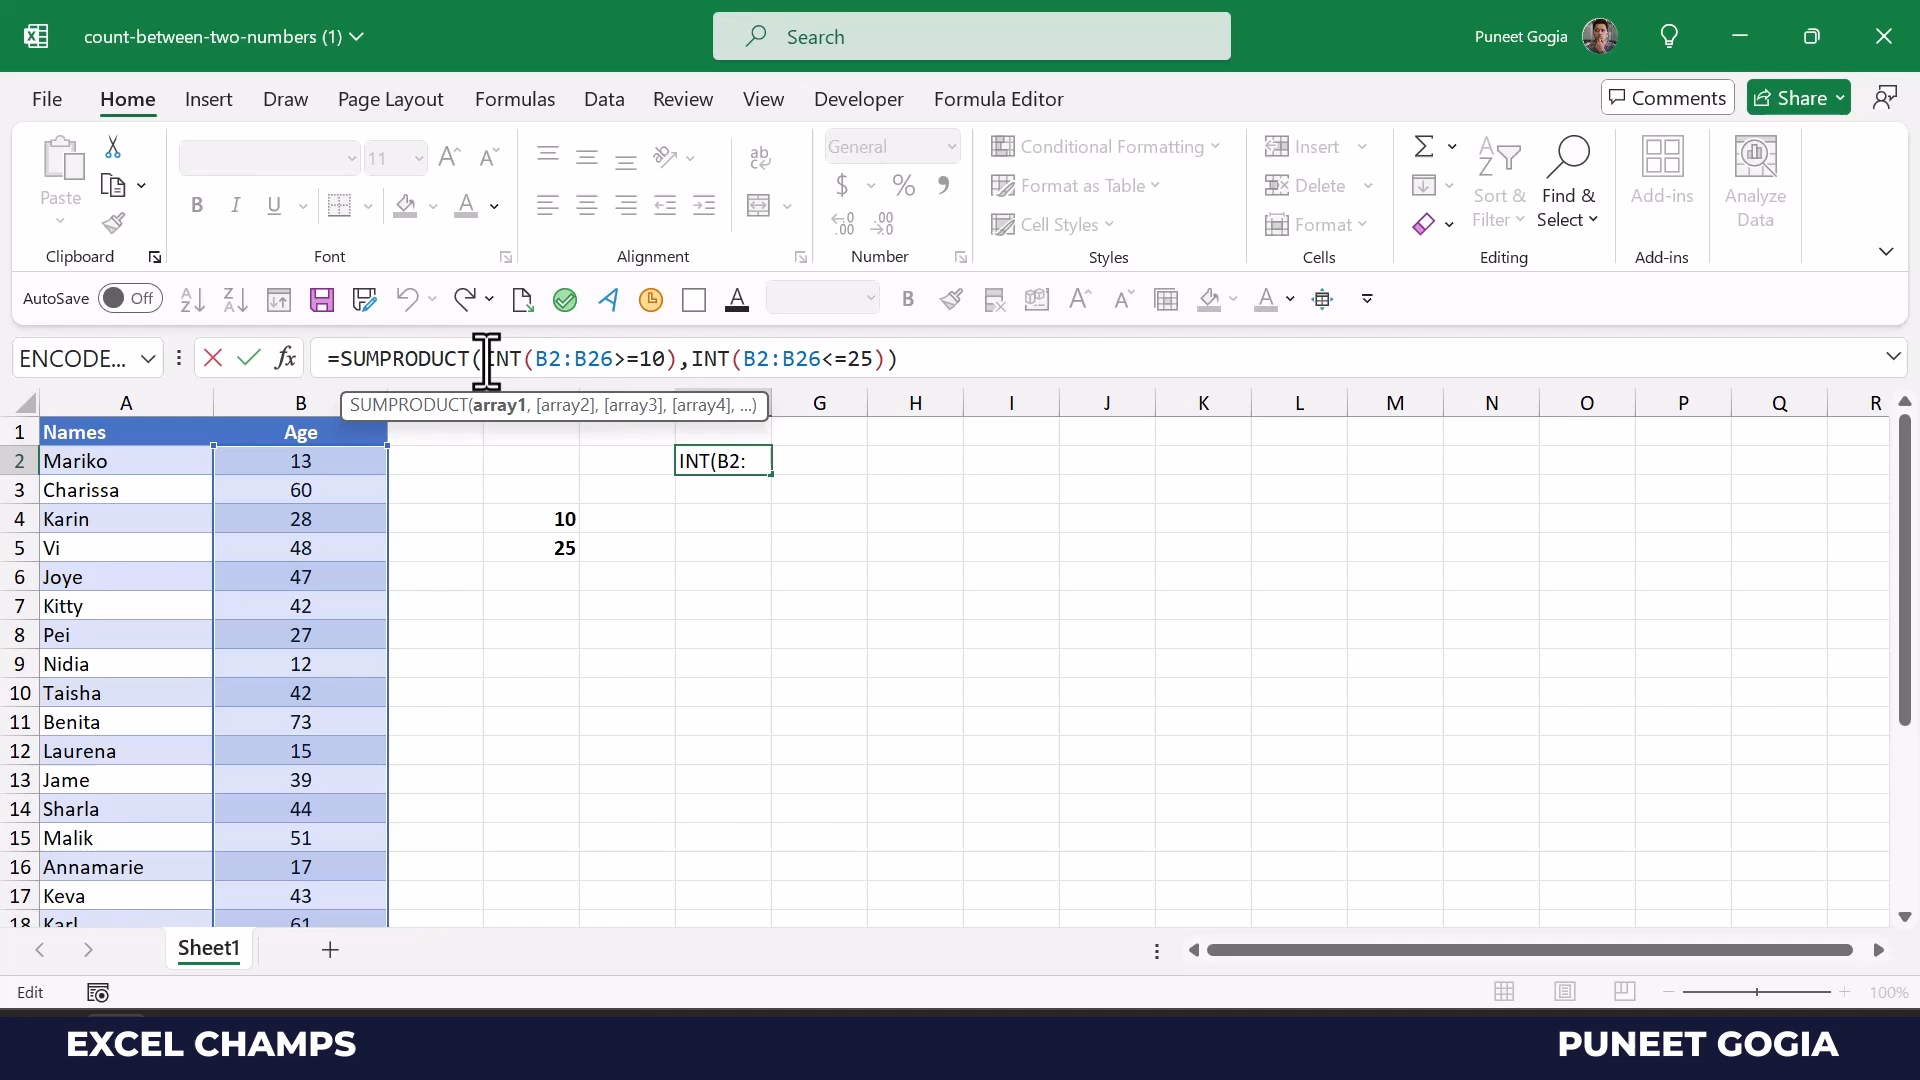 count-between-two-numbers (1)
Search
Puneet Gogia
File Home Insert Draw Page Layout Formulas Data Review View Developer Formula Editor
Comments Share
Paste
Clipboard
11
B I U
Font
ab
Alignment
General
$ % ,
Number
Conditional Formatting
Format as Table
Cell Styles
Styles
Insert
Delete
Format
Cells
Sort & Filter
Find & Select
Editing
Add-ins
Add-ins
Analyze Data
AutoSave Off
ENCODE...
fx
=SUMPRODUCT(INT(B2:B26>=10),INT(B2:B26<=25))
SUMPRODUCT(array1, [array2], [array3], [array4], ...)
A B G H I J K L M N O P Q R
1 Names Age
2 Mariko 13 INT(B2:
3 Charissa 60
4 Karin 28 10
5 Vi 48 25
6 Joye 47
7 Kitty 42
8 Pei 27
9 Nidia 12
10 Taisha 42
11 Benita 73
12 Laurena 15
13 Jame 39
14 Sharla 44
15 Malik 51
16 Annamarie 17
17 Keva 43
18 Karl 61
Sheet1
Edit
100%
EXCEL CHAMPS
PUNEET GOGIA